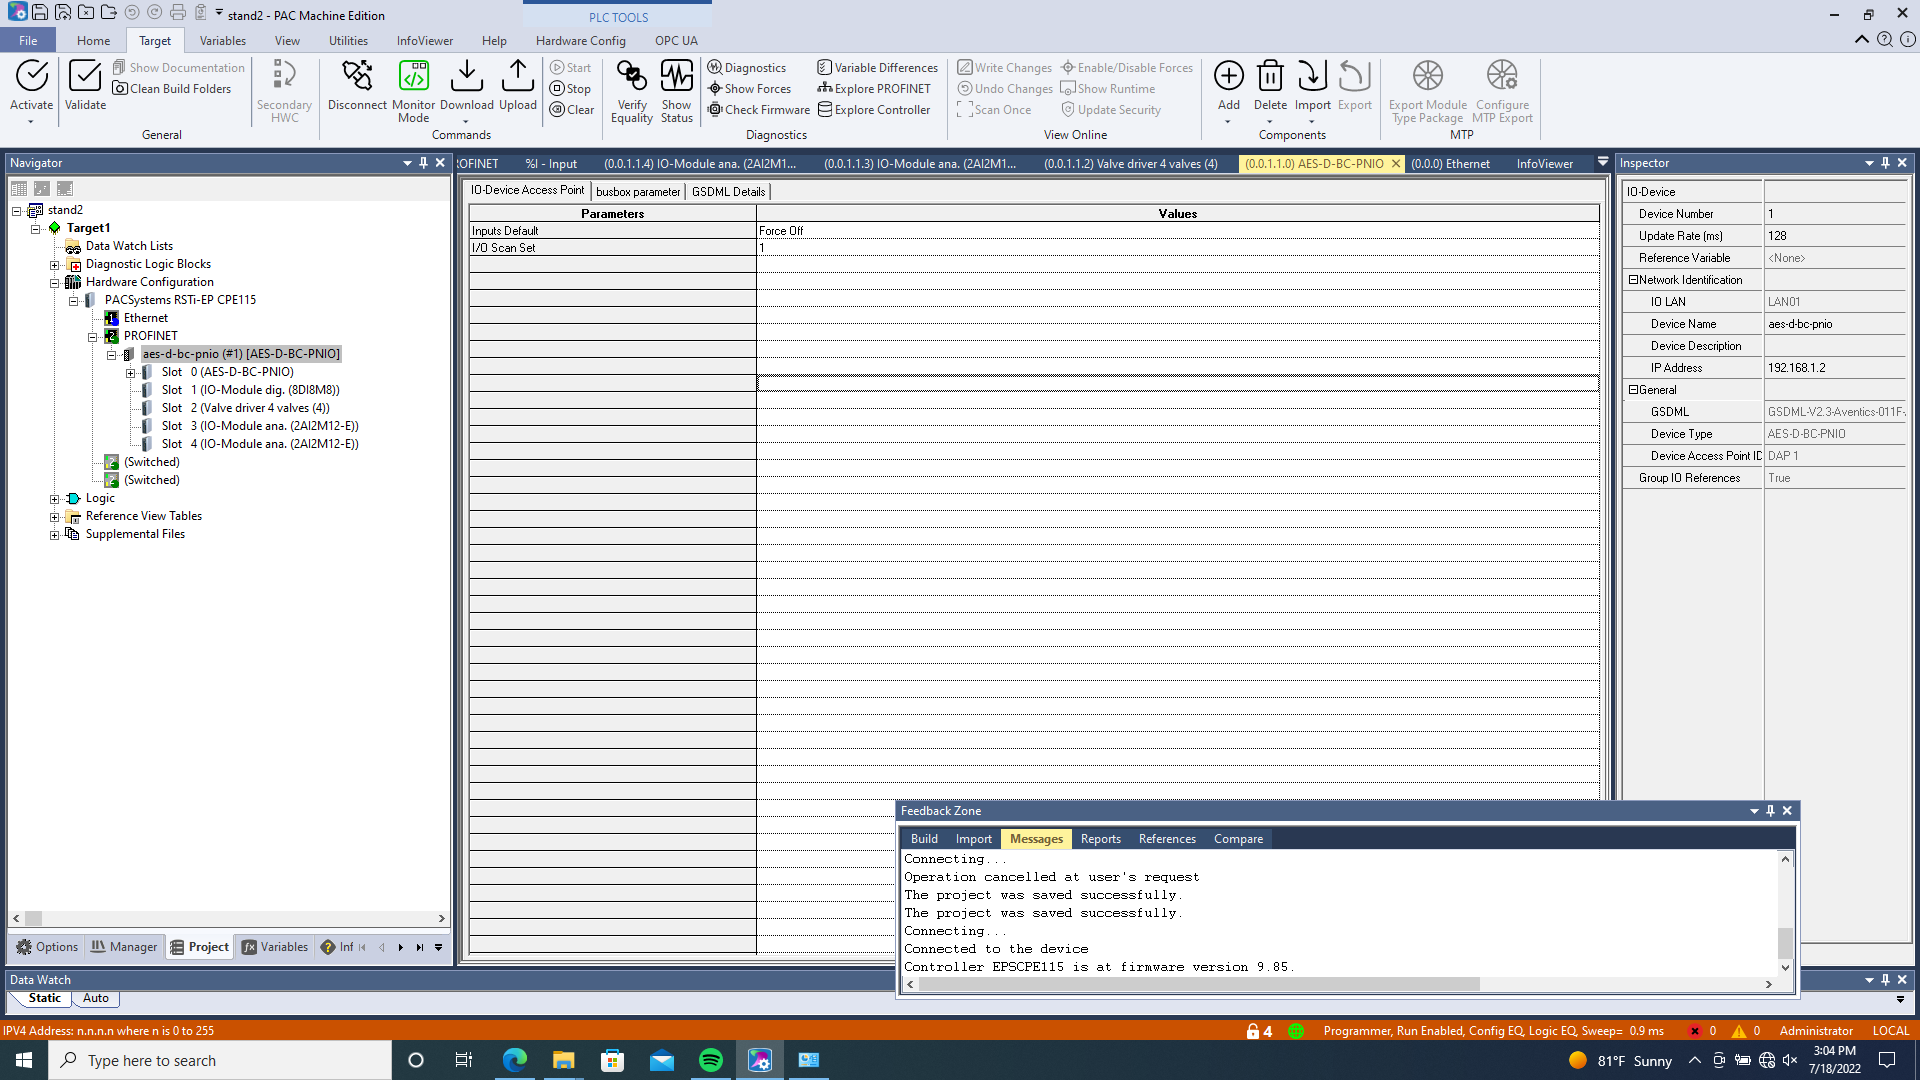 stand2 - PAC Machine Edition
PLC TOOLS
File Home Target Variables View Utilities InfoViewer Help Hardware Config OPC UA
Activate
Validate
Show Documentation
Clean Build Folders
Secondary HWC
General
Disconnect
Monitor Mode
Download
Upload
Start
Stop
Clear
Commands
Verify Equality
Show Status
Diagnostics
Show Forces
Check Firmware
Variable Differences
Explore PROFINET
Explore Controller
Diagnostics
Write Changes
Undo Changes
Scan Once
Enable/Disable Forces
Show Runtime
Update Security
View Online
Add
Delete
Import
Export
Components
Export Module Type Package
Configure MTP Export
MTP
Navigator
stand2
Target1
Data Watch Lists
Diagnostic Logic Blocks
Hardware Configuration
PACSystems RSTi-EP CPE115
Ethernet
PROFINET
aes-d-bc-pnio (#1) [AES-D-BC-PNIO]
Slot 0 (AES-D-BC-PNIO)
Slot 1 (IO-Module dig. (8DI8M8))
Slot 2 (Valve driver 4 valves (4))
Slot 3 (IO-Module ana. (2AI2M12-E))
Slot 4 (IO-Module ana. (2AI2M12-E))
(Switched)
(Switched)
Logic
Reference View Tables
Supplemental Files
Options Manager Project Variables Inf
ROFINET %I - Input (0.0.1.1.4) IO-Module ana. (2AI2M1... (0.0.1.1.3) IO-Module ana. (2AI2M1... (0.0.1.1.2) Valve driver 4 valves (4) (0.0.1.1.0) AES-D-BC-PNIO (0.0.0) Ethernet InfoViewer
IO-Device Access Point busbox parameter GSDML Details
Parameters Values
Inputs Default Force Off
I/O Scan Set 1
Inspector
IO-Device
Device Number 1
Update Rate (ms) 128
Reference Variable <None>
Network Identification
IO LAN LAN01
Device Name aes-d-bc-pnio
Device Description
IP Address 192.168.1.2
General
GSDML GSDML-V2.3-Aventics-011F-
Device Type AES-D-BC-PNIO
Device Access Point ID DAP 1
Group IO References True
Feedback Zone
Build Import Messages Reports References Compare
Connecting...
Operation cancelled at user's request
The project was saved successfully.
The project was saved successfully.
Connecting...
Connected to the device
Controller EPSCPE115 is at firmware version 9.85.
Data Watch
Static Auto
IPV4 Address: n.n.n.n where n is 0 to 255
4 Programmer, Run Enabled, Config EQ, Logic EQ, Sweep= 0.9 ms 0 0 Administrator LOCAL
Type here to search
81°F Sunny
3:04 PM
7/18/2022